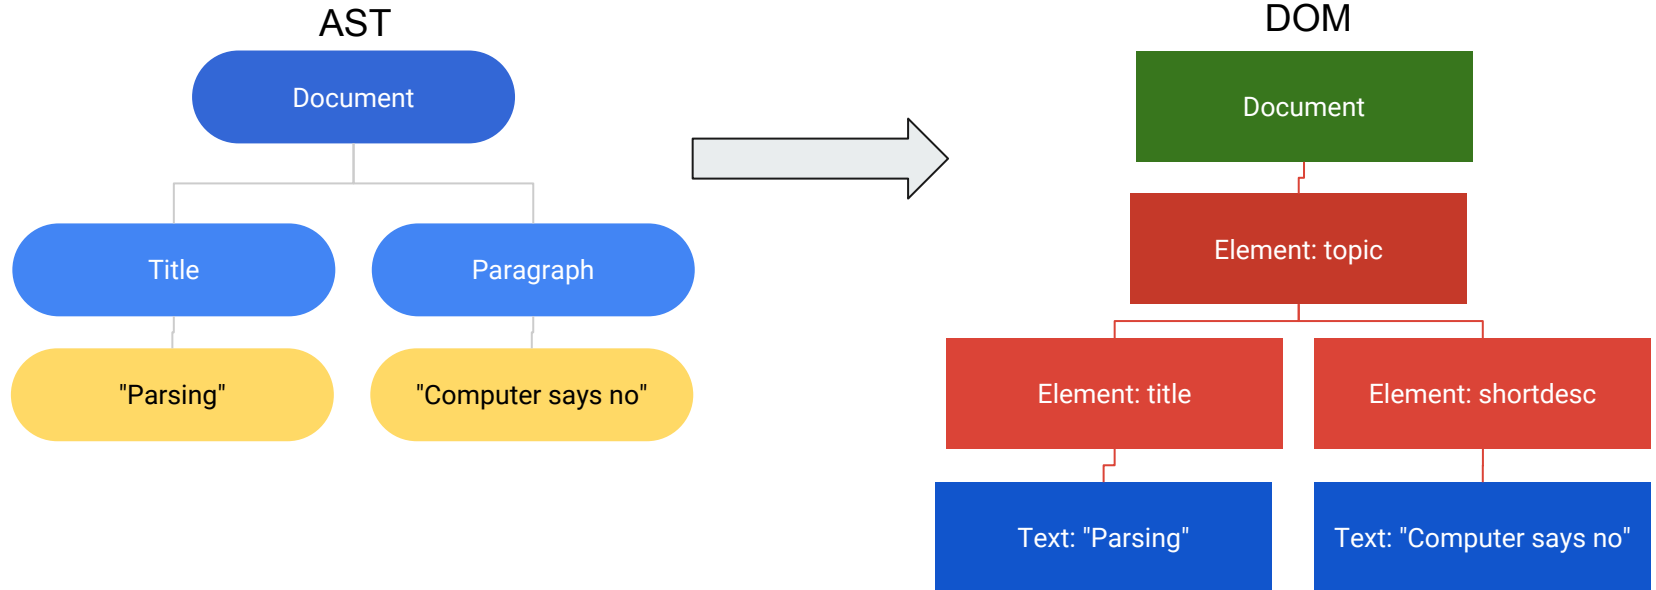 AST
Document
Title
Paragraph
"Parsing"
"Computer says no"
DOM
Document
Element: topic
Element: title
Element: shortdesc
Text: "Parsing"
Text: "Computer says no"